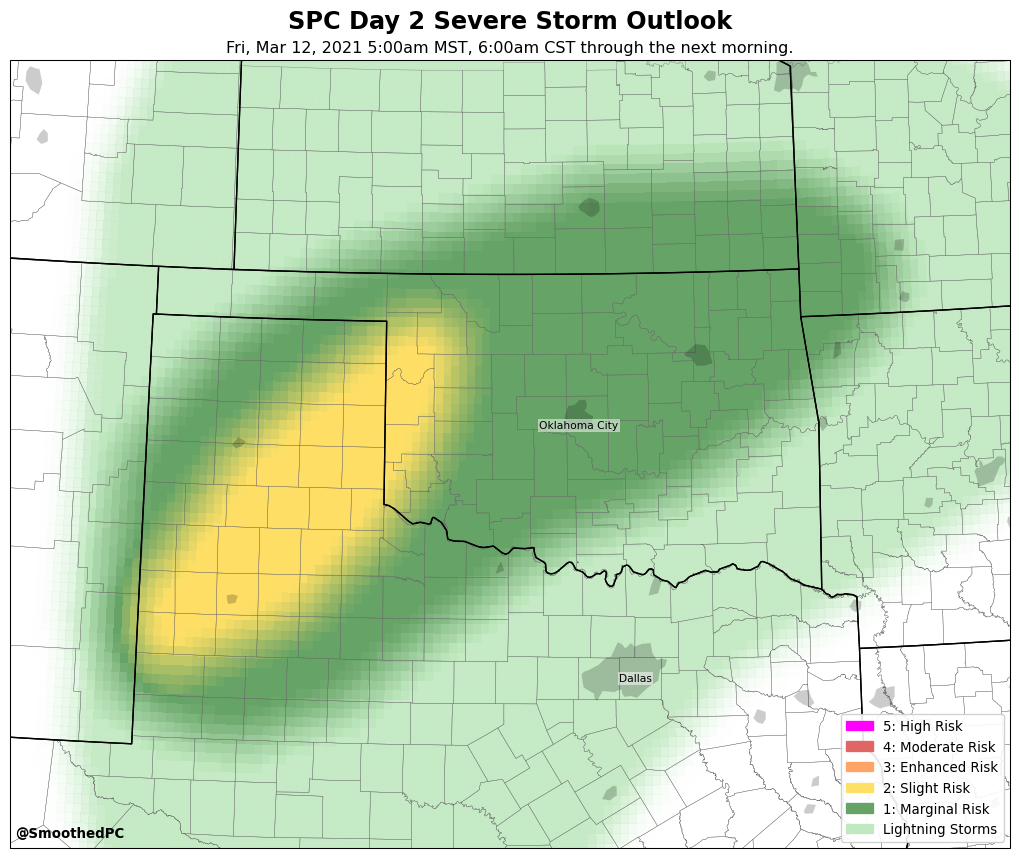 SPC Day 2 Severe Storm Outlook
Fri, Mar 12, 2021 5:00am MST, 6:00am CST through the next morning.
Oklahoma City
Dallas
5: High Risk
4: Moderate Risk
3: Enhanced Risk
2: Slight Risk
1: Marginal Risk
Lightning Storms
@SmoothedPC